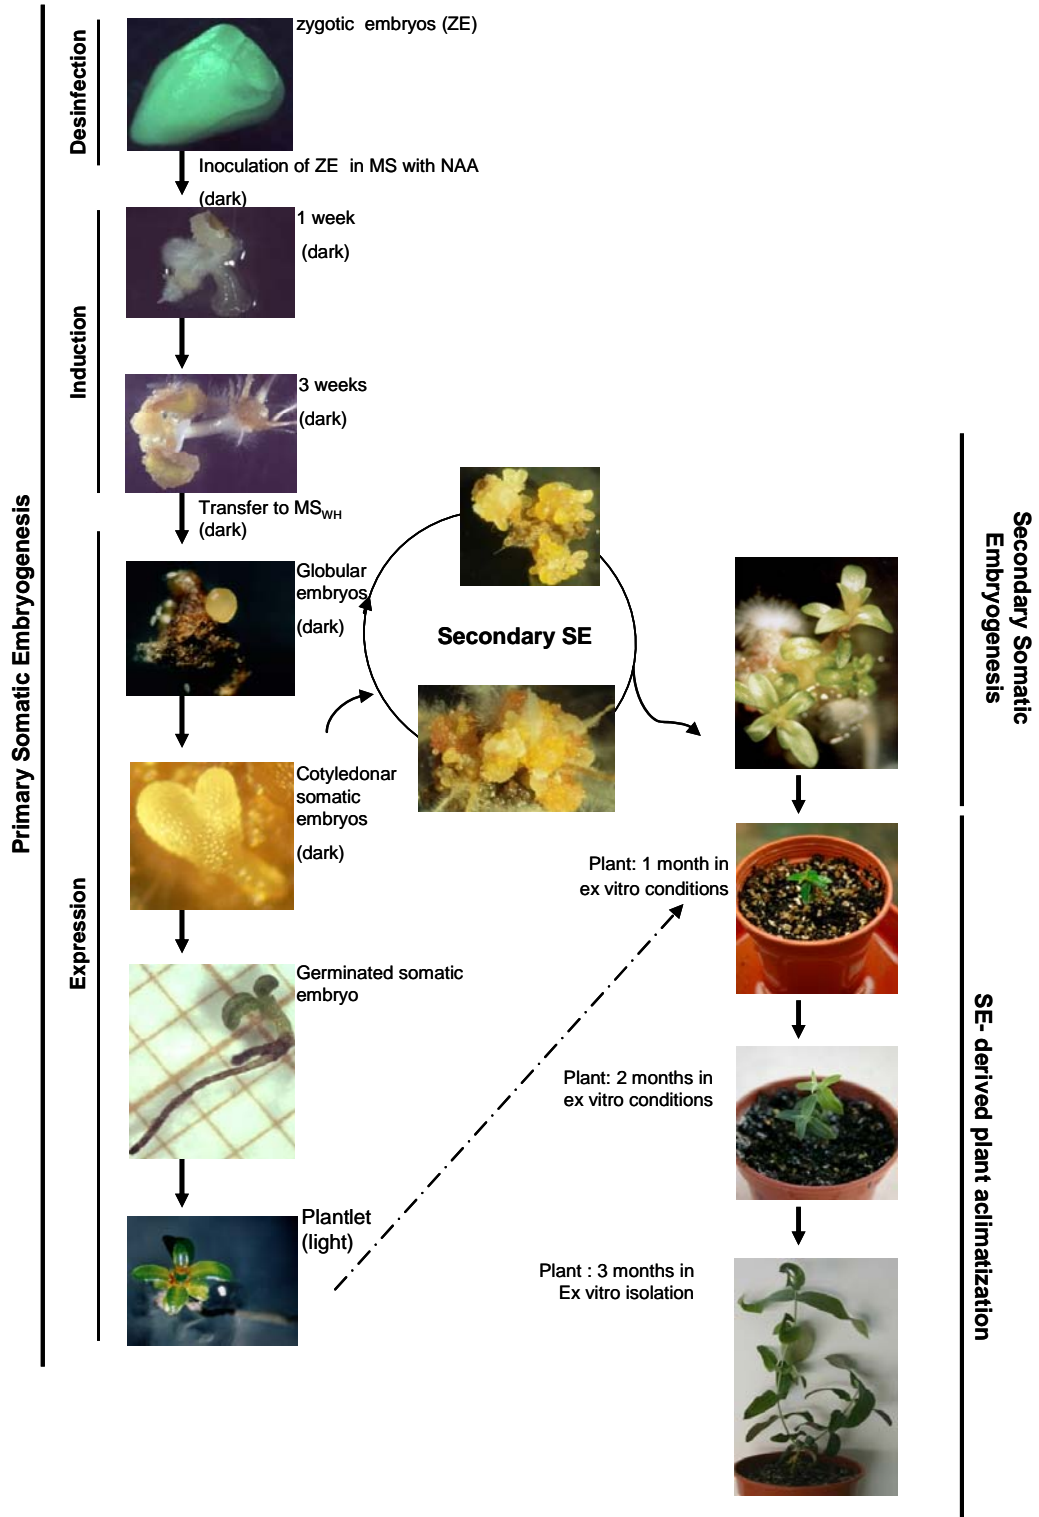 Primary Somatic Embryogenesis
Desinfection
zygotic  embryos (ZE)
Inoculation of ZE  in MS with NAA
(dark)
Induction
1 week
(dark)
3 weeks
(dark)
Transfer to MSWH
(dark)
Expression
Globular
embryos
(dark)
Cotyledonar
somatic
embryos
(dark)
Germinated somatic
embryo
Plantlet
(light)
Secondary SE
Secondary Somatic
Embryogenesis
Plant: 1 month in
ex vitro conditions
SE- derived plant aclimatization
Plant: 2 months in
ex vitro conditions
Plant : 3 months in
Ex vitro isolation